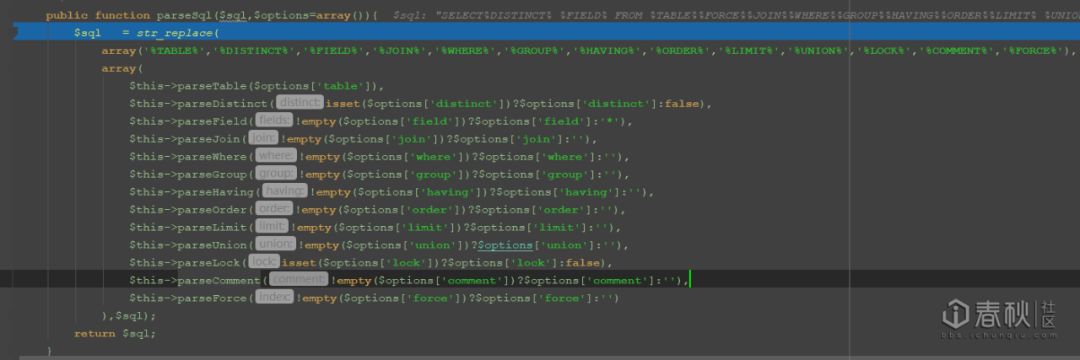 public function parseSql($sql,$options=array()){ $sql: "SELECT%DISTINCT% %FIELD% FROM %TABLE%%FORCE%%JOIN%%WHERE%%GROUP%%HAVING%%ORDER%%LIMIT% %UNIO
$sql = str_replace(
array('%TABLE%','%DISTINCT%','%FIELD%','%JOIN%','%WHERE%','%GROUP%','%HAVING%','%ORDER%','%LIMIT%','%UNION%','%LOCK%','%COMMENT%','%FORCE%'),
array(
$this->parseTable($options['table']),
$this->parseDistinct( distinct: isset($options['distinct'])?$options['distinct']:false),
$this->parseField( fields: !empty($options['field'])?$options['field']:'*'),
$this->parseJoin( join: !empty($options['join'])?$options['join']:''),
$this->parseWhere( where: !empty($options['where'])?$options['where']:''),
$this->parseGroup( group: !empty($options['group'])?$options['group']:''),
$this->parseHaving( having: !empty($options['having'])?$options['having']:''),
$this->parseOrder( order: !empty($options['order'])?$options['order']:''),
$this->parseLimit( limit: !empty($options['limit'])?$options['limit']:''),
$this->parseUnion( union: !empty($options['union'])?$options['union']:''),
$this->parseLock( lock: isset($options['lock'])?$options['lock']:false),
$this->parseComment( comment: !empty($options['comment'])?$options['comment']:''),
$this->parseForce( index: !empty($options['force'])?$options['force']:'')
),$sql);
return $sql;
}
春秋 社区
bbs.ichunqiu.com